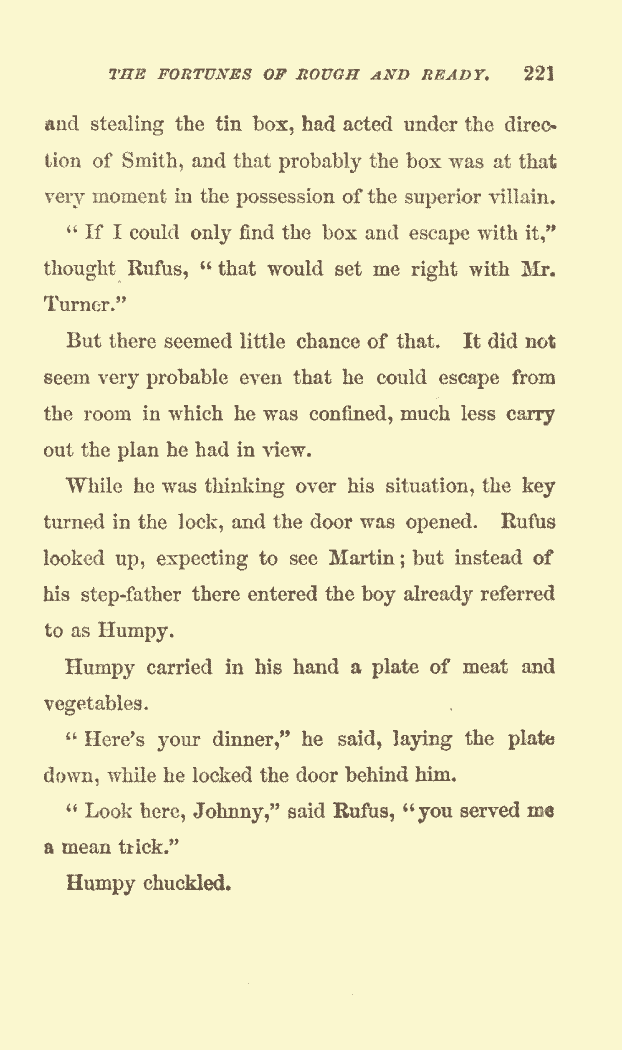 THE FORTUNES OF ROUGH AND READY. 221
and stealing the tin box, had acted under the direc-
tion of Smith, and that probably the box was at that
very moment in the possession of the superior villain.
“ If I could only find the box and escape with it,”
thought Rufus, “ that would set me right with Mr.
Turner.”
But there seemed little chance of that. It did not
seem very probable even that he could escape from
the room in which he was confined, much less carry
out the plan he had in view.
While he was thinking over his situation, the key
turned in the lock, and the door was opened. Rufus
looked up, expecting to see Martin ; but instead of
his step-father there entered the boy already referred
to as Humpy.
Humpy carried in his hand a plate of meat and
vegetables.
“ Here’s your dinner,” he said, laying the plate
down, while he locked the door behind him.
“ Look here, Johnny,” said Rufus, “you served me
a mean trick.”
Humpy chuckled.